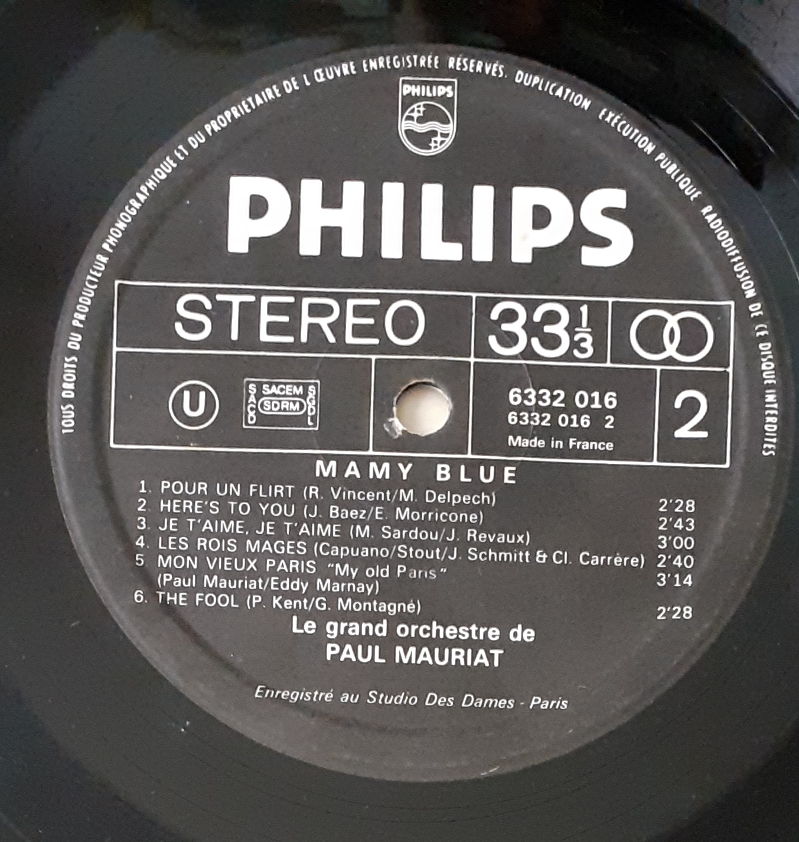 TOUS DROITS DU PRODUCTEUR PHONOGRAPHIQUE ET DU PROPRIÉTAIRE DE L ŒUVRE ENREGISTRÉE RÉSERVÉS. DUPLICATION EXÉCUTION PUBLIQUE RADIODIFFUSION DE CE DISQUE INTERDITES
PHILIPS
PHILIPS
STEREO 33 1/3
U SACEM SACD SDRM SGDL
6332 016
6332 016 2
Made in France
2
MAMY BLUE
1. POUR UN FLIRT (R. Vincent/M. Delpech) 2'28
2 HERE'S TO YOU (J. Baez/E. Morricone) 2'43
3. JE T'AIME, JE T'AIME (M. Sardou/J. Revaux) 3'00
4. LES ROIS MAGES (Capuano/Stout/J. Schmitt & Cl. Carrère) 2'40
5 MON VIEUX PARIS "My old Paris" 3'14
(Paul Mauriat/Eddy Marnay)
6. THE FOOL (P. Kent/G. Montagné) 2'28
Le grand orchestre de
PAUL MAURIAT
Enregistré au Studio Des Dames - Paris